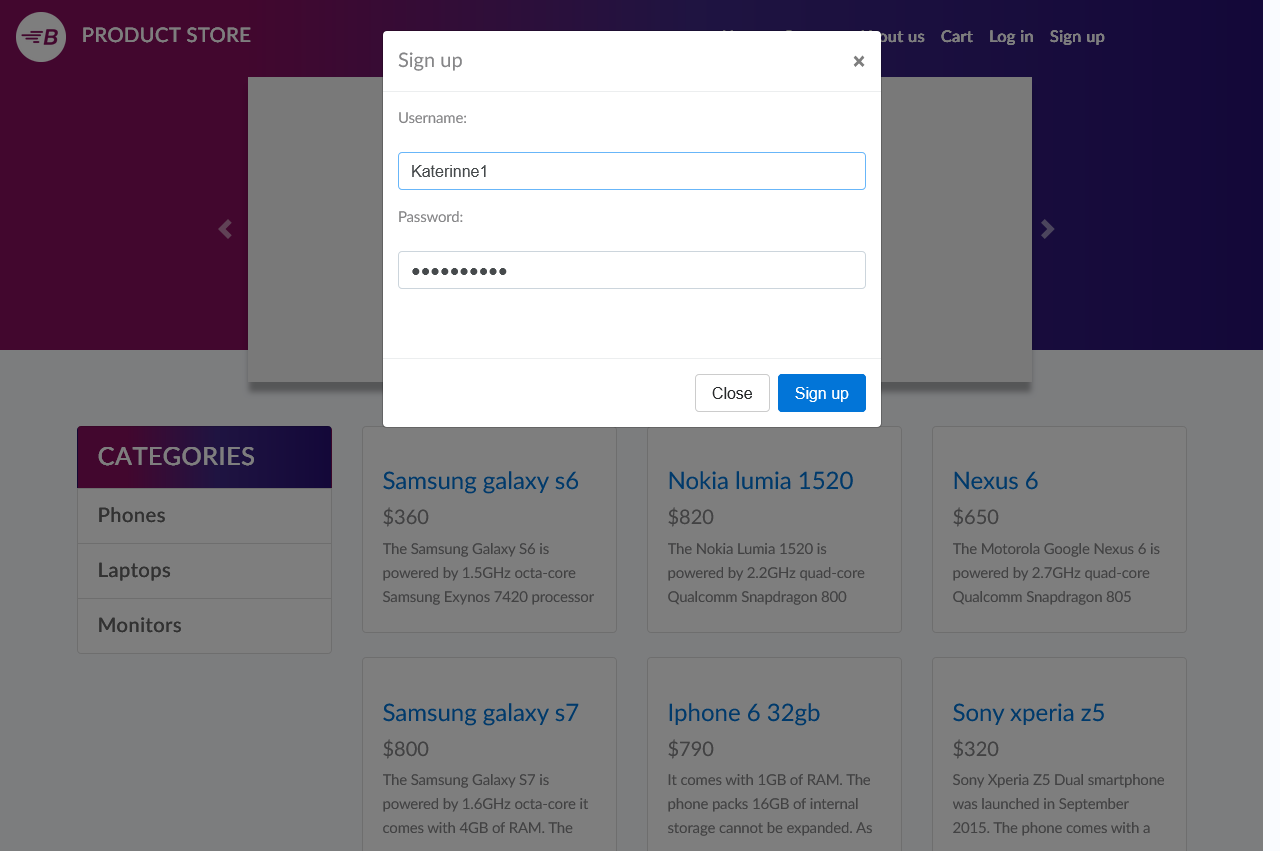 B PRODUCT STORE
out us Cart Log in Sign up
Sign up ×
Username:
Katerinne1
Password:
●●●●●●●●●●
Close Sign up
CATEGORIES
Phones
Laptops
Monitors
Samsung galaxy s6
$360
The Samsung Galaxy S6 is
powered by 1.5GHz octa-core
Samsung Exynos 7420 processor
Nokia lumia 1520
$820
The Nokia Lumia 1520 is
powered by 2.2GHz quad-core
Qualcomm Snapdragon 800
Nexus 6
$650
The Motorola Google Nexus 6 is
powered by 2.7GHz quad-core
Qualcomm Snapdragon 805
Samsung galaxy s7
$800
The Samsung Galaxy S7 is
powered by 1.6GHz octa-core it
comes with 4GB of RAM. The
Iphone 6 32gb
$790
It comes with 1GB of RAM. The
phone packs 16GB of internal
storage cannot be expanded. As
Sony xperia z5
$320
Sony Xperia Z5 Dual smartphone
was launched in September
2015. The phone comes with a